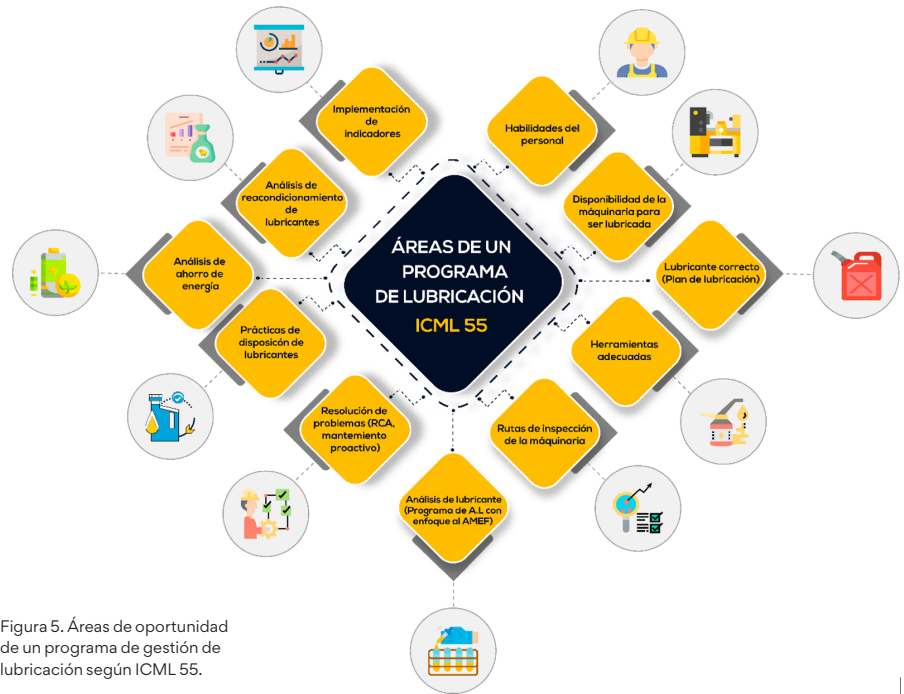 Implementación
de
indicadores
Habilidades del
personal
Análisis de
reacondicionamiento
de
lubricantes
Disponibilidad de la
máquinaria para
ser lubricada
Análisis de
ahorro de
energía
ÁREAS DE UN
PROGRAMA
DE LUBRICACIÓN
ICML 55
Lubricante correcto
(Plan de lubricación)
Prácticas de
disposicón de
lubricantes
Herramientas
adecuadas
Resolución de
problemas (RCA,
mantemiento
proactivo)
Rutas de inspección
de la máquinaria
Análisis de lubricante
(Programa de A.L con
enfoque al AMEF)
Figura 5. Áreas de oportunidad
de un programa de gestión de
lubricación según ICML 55.